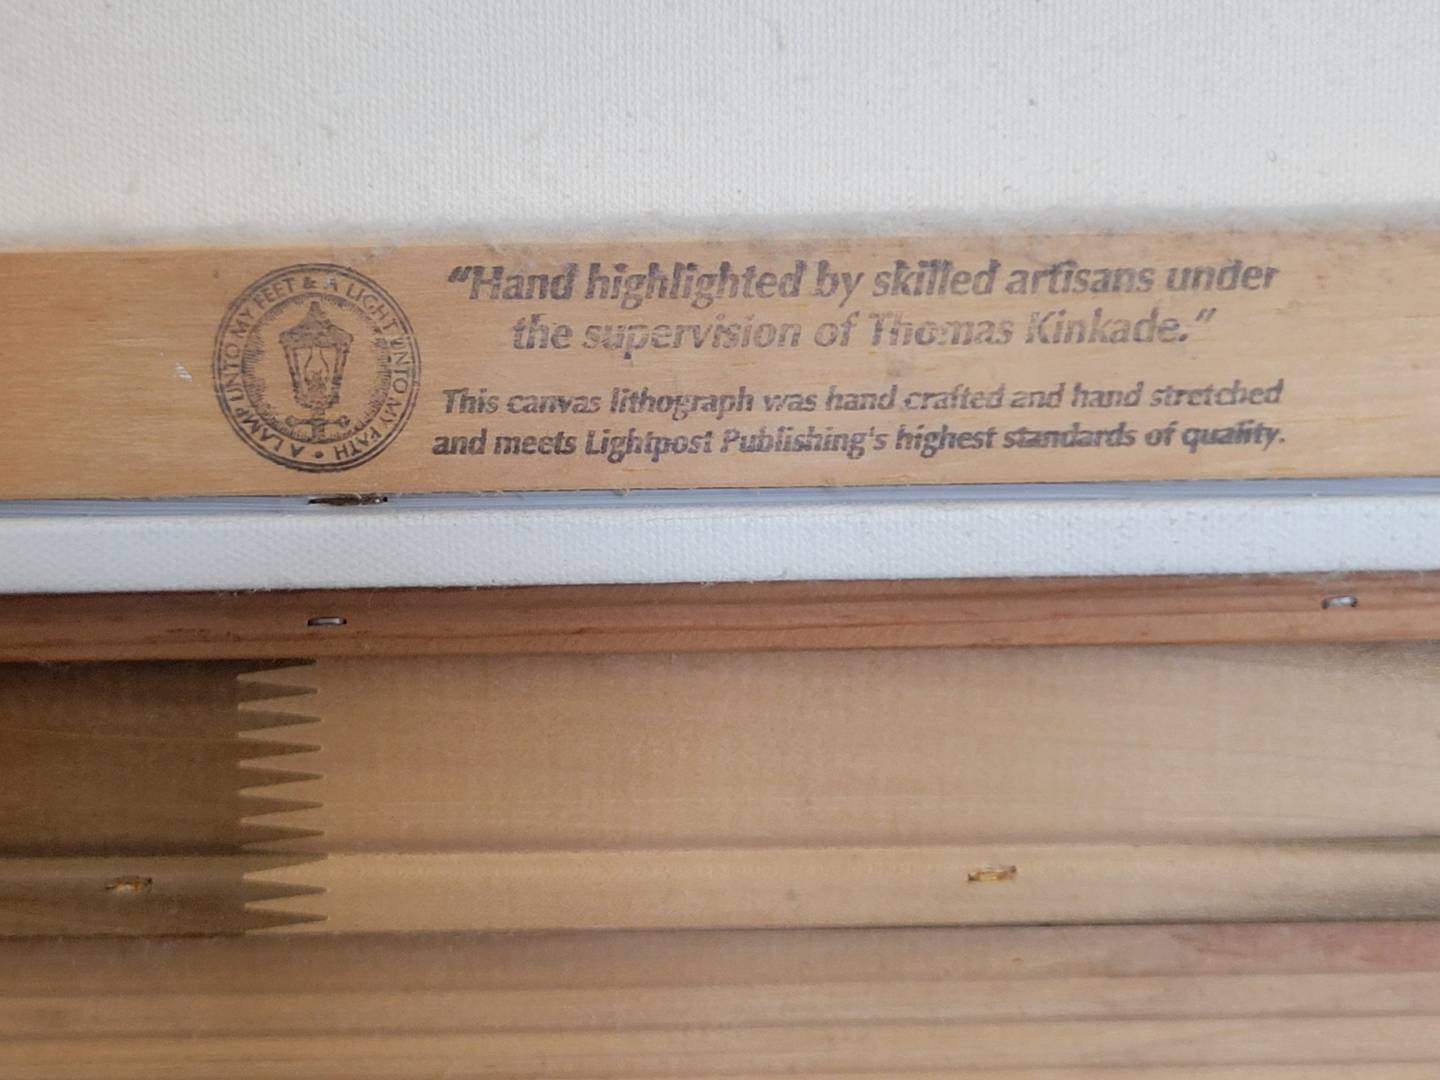 A LAMP UNTO MY FEET & A LIGHT UNTO MY PATH •
"Hand highlighted by skilled artisans under
the supervision of Thomas Kinkade."
This canvas lithograph was hand crafted and hand stretched
and meets Lightpost Publishing's highest standards of quality.